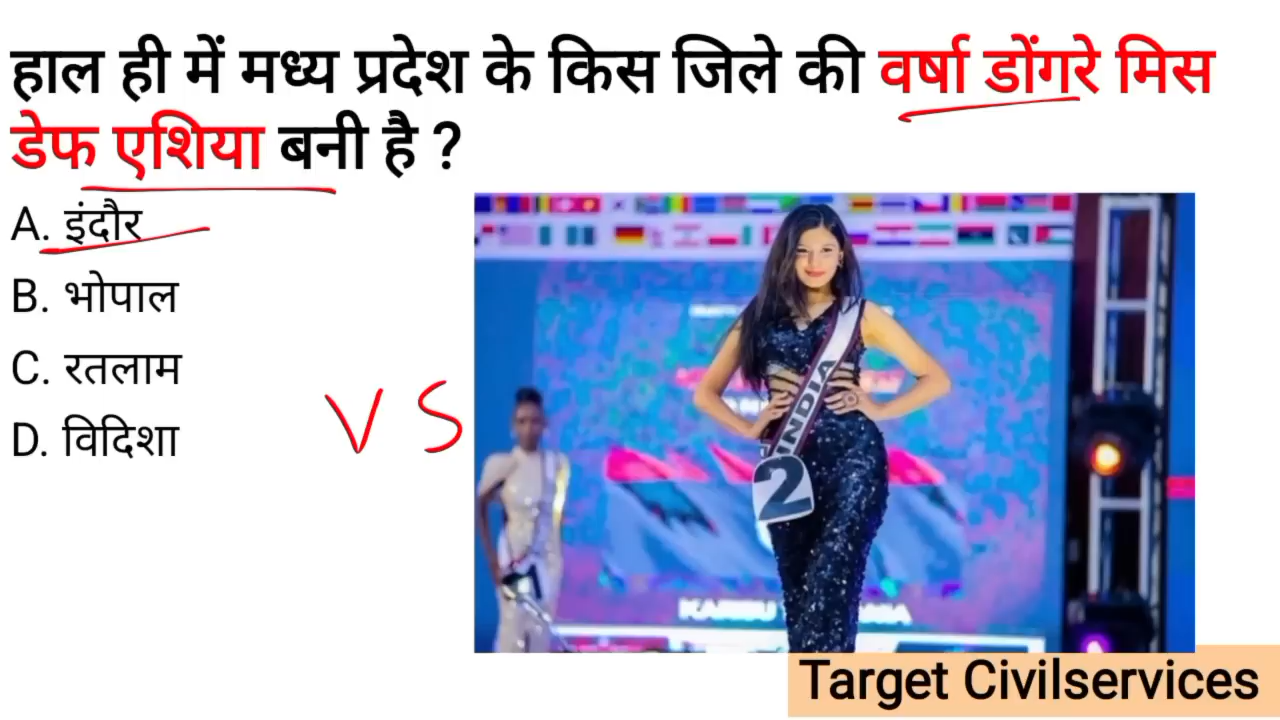 हाल ही में मध्य प्रदेश के किस जिले की वर्षा डोंगरे मिस
डेफ एशिया बनी है ?
A. इंदौर
B. भोपाल
C. रतलाम
D. विदिशा
V S
INDIA
2
Target Civilservices